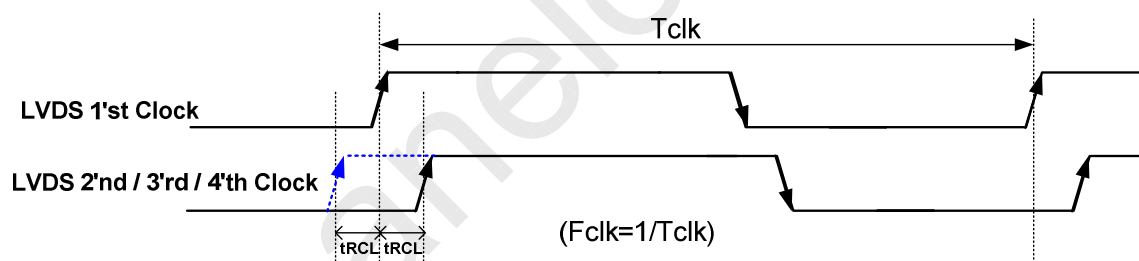 Tclk
LVDS 1'st Clock
LVDS 2'nd / 3'rd / 4'th Clock
tRCL tRCL
(Fclk=1/Tclk)